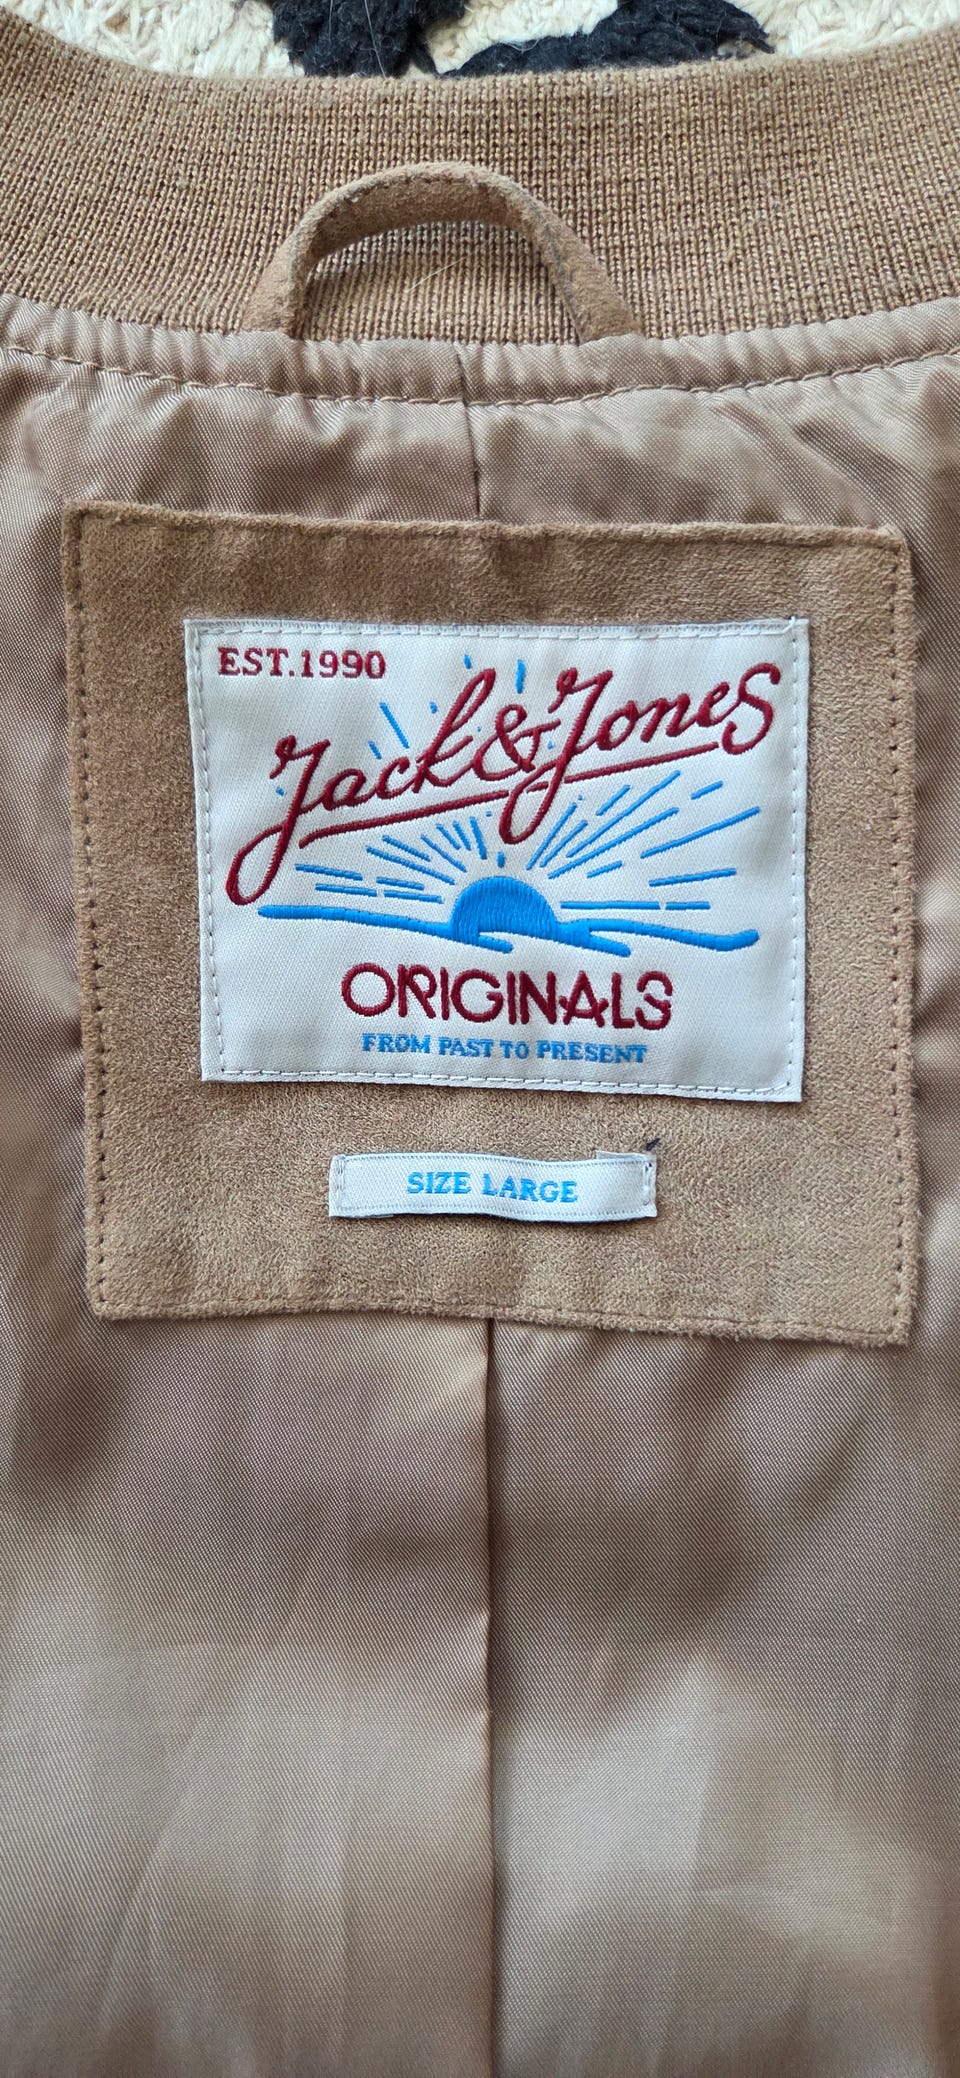 EST.1990
Jack & Jones
ORIGINALS
FROM PAST TO PRESENT
SIZE LARGE